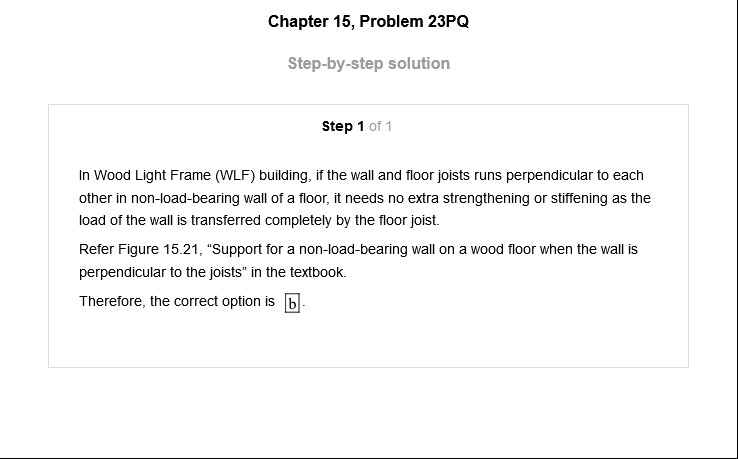 Chapter 15, Problem 23PQ
Step-by-step solution
Step 1 of 1
In Wood Light Frame (WLF) building, if the wall and floor joists runs perpendicular to each
other in non-load-bearing wall of a floor, it needs no extra strengthening or stiffening as the
load of the wall is transferred completely by the floor joist.
Refer Figure 15.21, “Support for a non-load-bearing wall on a wood floor when the wall is
perpendicular to the joists” in the textbook.
Therefore, the correct option is b.